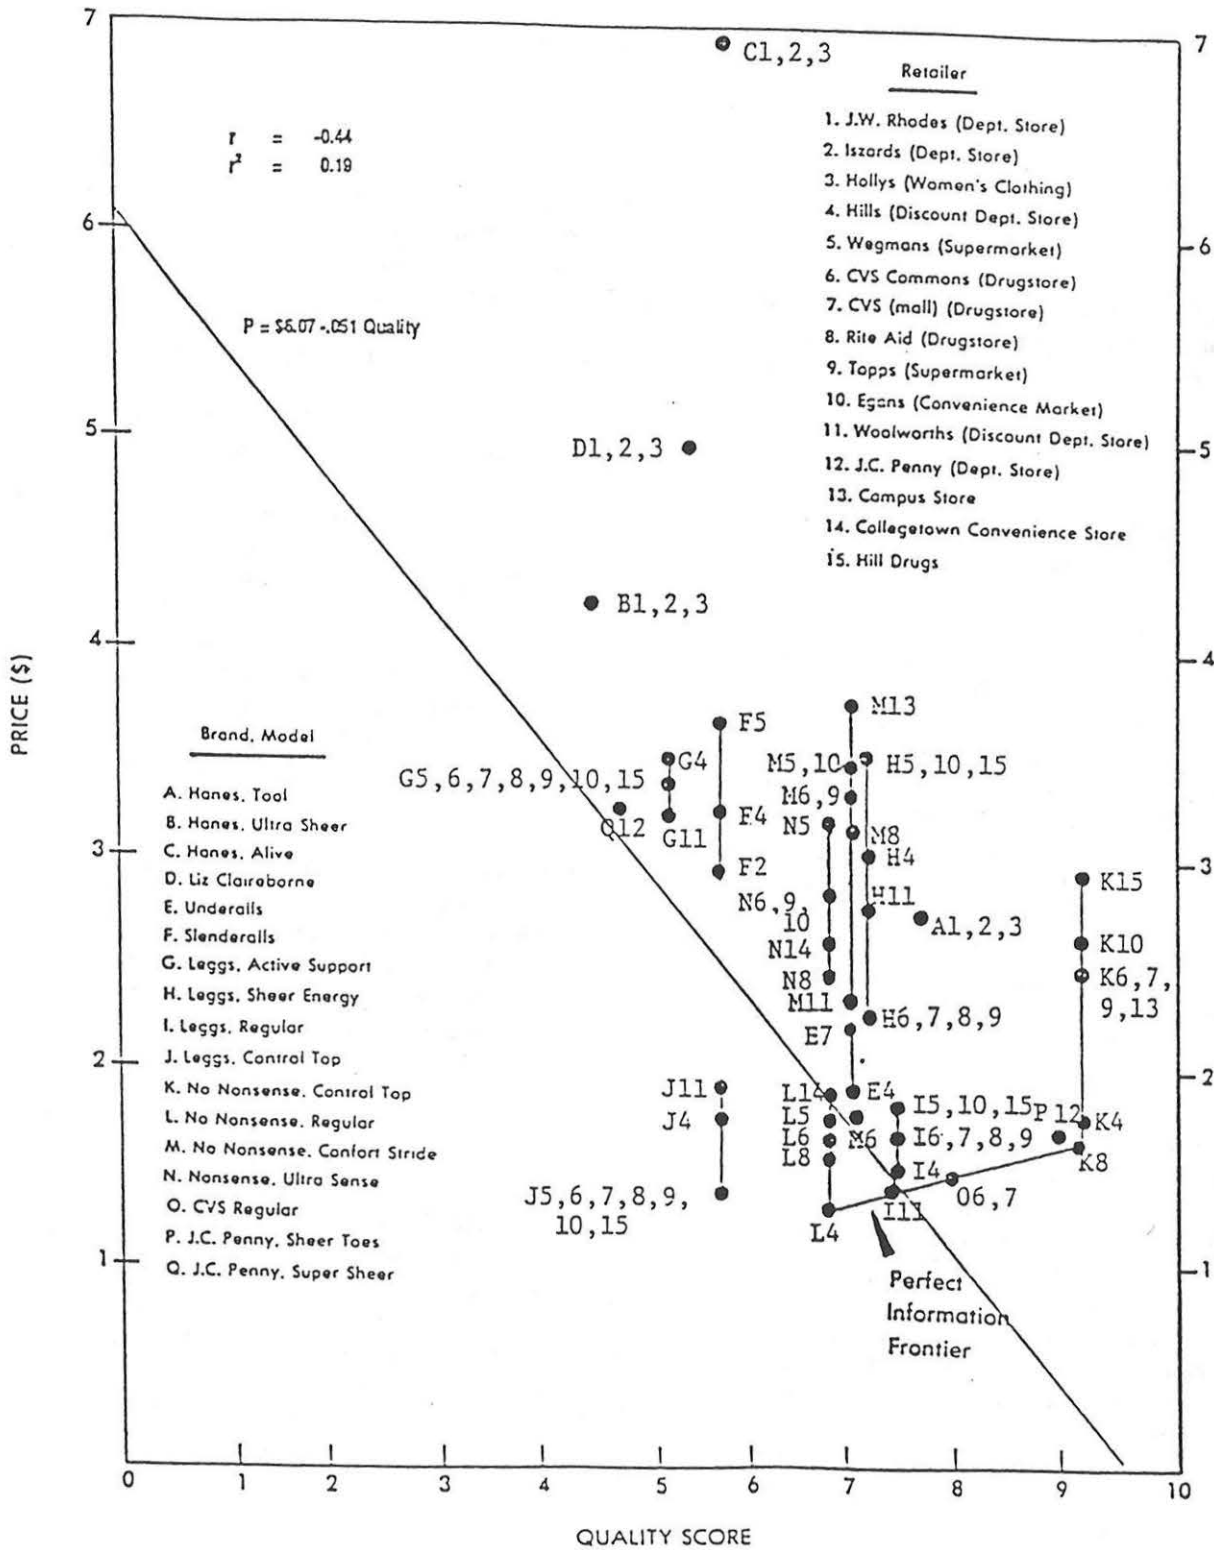 7
C1,2,3
7
Retailer
r = -0.44
r² = 0.19
1. J.W. Rhodes (Dept. Store)
2. Iszards (Dept. Store)
3. Hollys (Women's Clothing)
4. Hills (Discount Dept. Store)
5. Wegmans (Supermarket)
6. CVS Commons (Drugstore)
7. CVS (mall) (Drugstore)
8. Rite Aid (Drugstore)
9. Topps (Supermarket)
10. Egans (Convenience Market)
11. Woolworths (Discount Dept. Store)
12. J.C. Penny (Dept. Store)
13. Campus Store
14. Collegetown Convenience Store
15. Hill Drugs
6
6
P = $6.07-.051 Quality
5
5
D1,2,3
B1,2,3
4
4
PRICE ($)
Brand, Model
A. Hanes, Tool
B. Hanes, Ultra Sheer
C. Hanes, Alive
D. Liz Claireborne
E. Underalls
F. Slenderalls
G. Leggs, Active Support
H. Leggs, Sheer Energy
I. Leggs, Regular
J. Leggs, Control Top
K. No Nonsense, Control Top
L. No Nonsense, Regular
M. No Nonsense, Confort Stride
N. Nonsense, Ultra Sense
O. CVS Regular
P. J.C. Penny, Sheer Toes
Q. J.C. Penny, Super Sheer
F5
M13
G4
M5,10
H5,10,15
G5,6,7,8,9,10,15
M6,9
Q12
G11
F4
N5
M8
3
F2
H4
3
K15
N6,9,
10
H11
A1,2,3
N14
K10
N8
K6,7,
9,13
M11
H6,7,8,9
E7
2
2
J11
L14
E4
I5,10,15
P12
J4
L5
K4
L6
M6
I6,7,8,9
L8
K8
I4
J5,6,7,8,9,
10,15
O6,7
I11
L4
1
1
Perfect
Information
Frontier
0 1 2 3 4 5 6 7 8 9 10
QUALITY SCORE